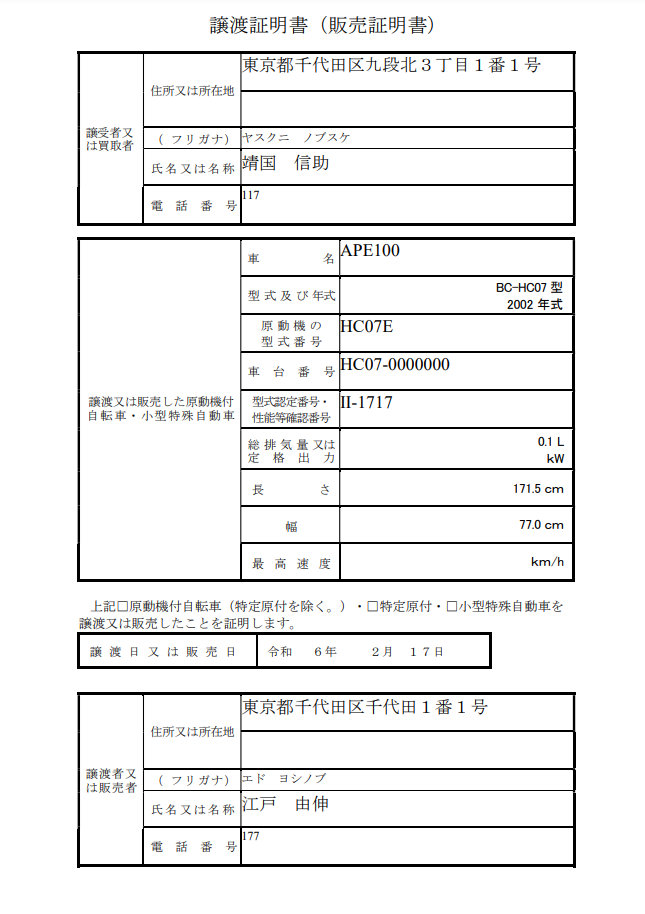 譲渡証明書（販売証明書）
譲受者又
は買取者
住所又は所在地
東京都千代田区九段北３丁目１番１号
（フリガナ）
ヤスクニ　ノブスケ
氏名又は名称
靖国　信助
電話番号
117
譲渡又は販売した原動機付
自転車・小型特殊自動車
車名
APE100
型式及び年式
BC-HC07 型
2002 年式
原動機の
型式番号
HC07E
車台番号
HC07-0000000
型式認定番号・
性能等確認番号
II-1717
総排気量又は
定格出力
0.1 L
kW
長さ
171.5 cm
幅
77.0 cm
最高速度
km/h
上記□原動機付自転車（特定原付を除く。）・□特定原付・□小型特殊自動車を
譲渡又は販売したことを証明します。
譲渡日又は販売日
令和　６年　２月　１７日
譲渡者又
は販売者
住所又は所在地
東京都千代田区千代田１番１号
（フリガナ）
エド　ヨシノブ
氏名又は名称
江戸　由伸
電話番号
177